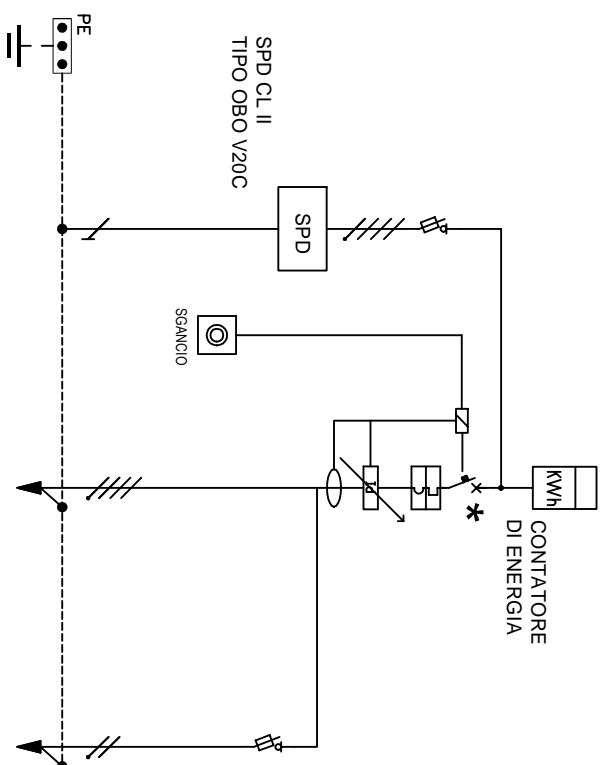 PE
SPD CL II
TIPO OBO V20C
SPD
SGANCIO
KWh
CONTATORE
DI ENERGIA
*
Id